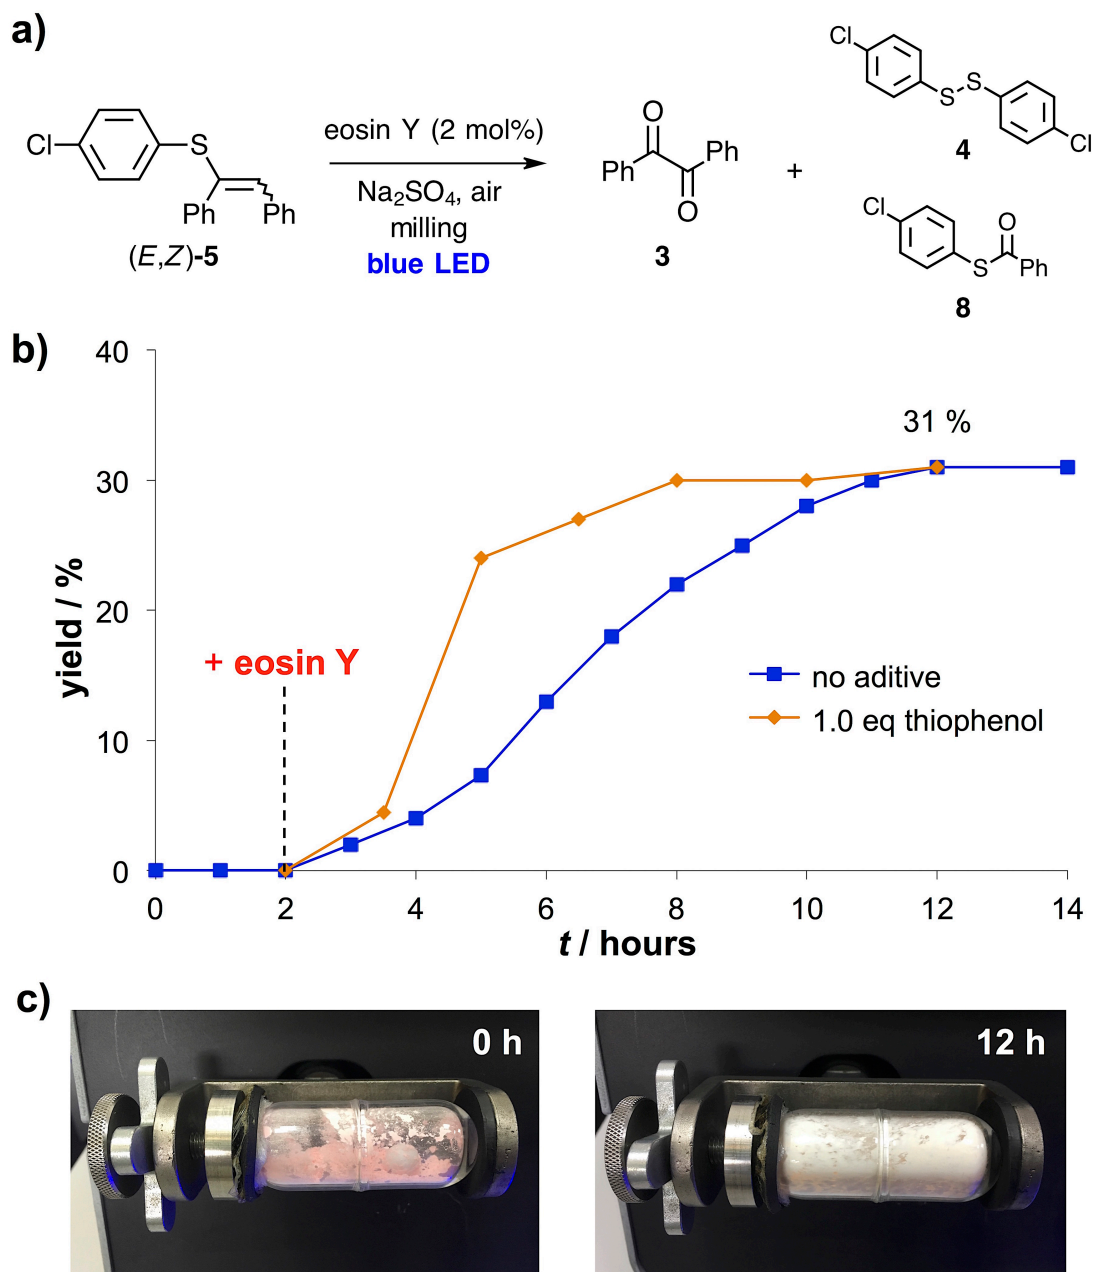 a)
Cl
S
Ph
Ph
(E,Z)-5
eosin Y (2 mol%)
Na₂SO₄, air
milling
blue LED
O
Ph
Ph
O
3
+
Cl
S
S
Cl
4
Cl
O
S
Ph
8
b)
40
30
20
10
0
yield / %
31 %
+ eosin Y
no aditive
1.0 eq thiophenol
0 2 4 6 8 10 12 14
t / hours
c)
0 h
12 h